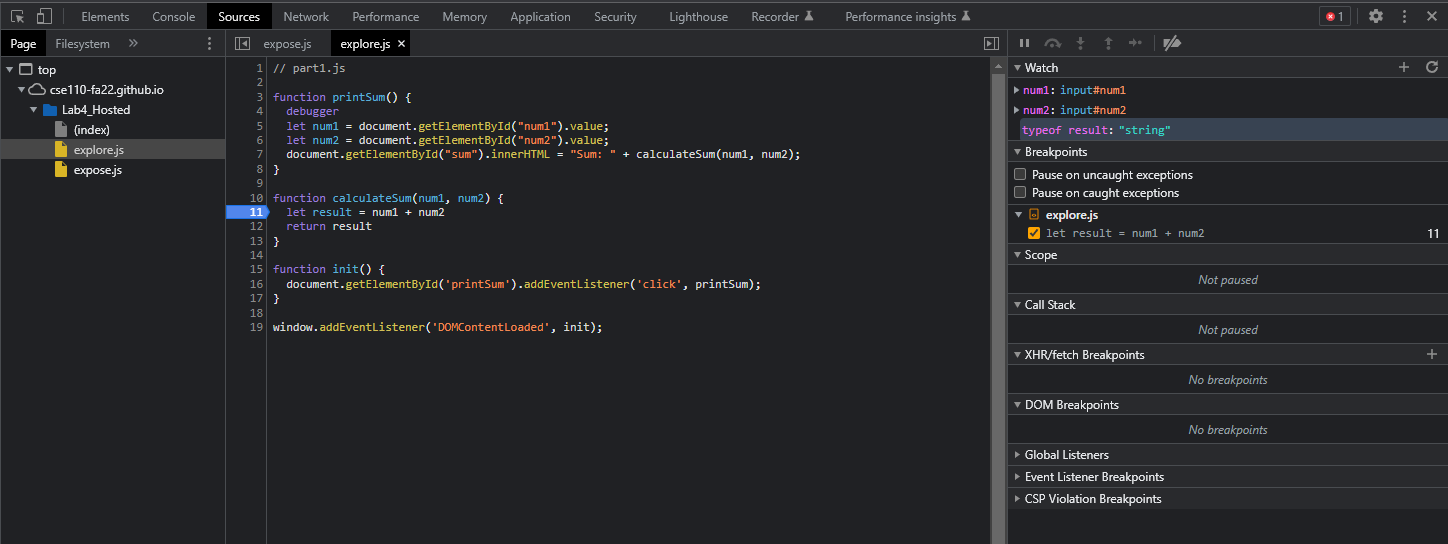 Elements Console Sources Network Performance Memory Application Security Lighthouse Recorder Performance insights 1
Page Filesystem »
top
cse110-fa22.github.io
Lab4_Hosted
(index)
explore.js
expose.js
expose.js explore.js ×
1 // part1.js
2
3 function printSum() {
4 debugger
5 let num1 = document.getElementById("num1").value;
6 let num2 = document.getElementById("num2").value;
7 document.getElementById("sum").innerHTML = "Sum: " + calculateSum(num1, num2);
8 }
9
10 function calculateSum(num1, num2) {
11 let result = num1 + num2
12 return result
13 }
14
15 function init() {
16 document.getElementById('printSum').addEventListener('click', printSum);
17 }
18
19 window.addEventListener('DOMContentLoaded', init);
Watch
num1: input#num1
num2: input#num2
typeof result: "string"
Breakpoints
Pause on uncaught exceptions
Pause on caught exceptions
explore.js
let result = num1 + num2 11
Scope
Not paused
Call Stack
Not paused
XHR/fetch Breakpoints
No breakpoints
DOM Breakpoints
No breakpoints
Global Listeners
Event Listener Breakpoints
CSP Violation Breakpoints